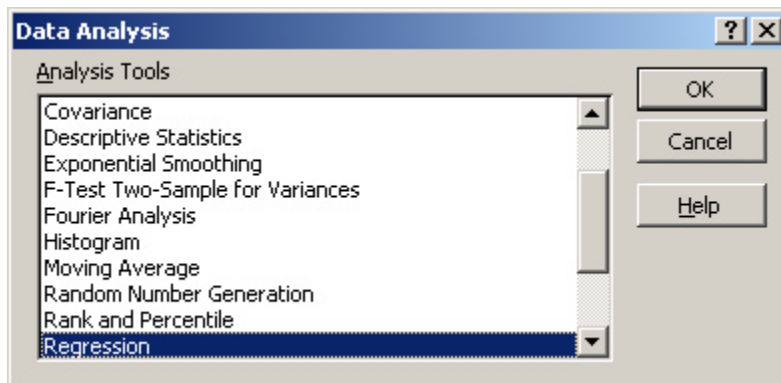 Data Analysis
Analysis Tools
Covariance
Descriptive Statistics
Exponential Smoothing
F-Test Two-Sample for Variances
Fourier Analysis
Histogram
Moving Average
Random Number Generation
Rank and Percentile
Regression
OK
Cancel
Help